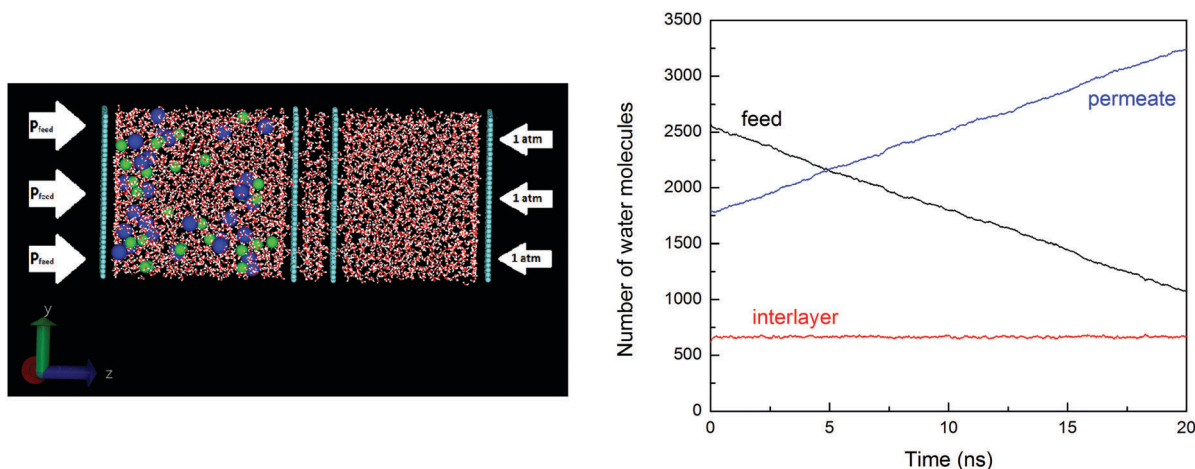 Pfeed
1 atm
Pfeed
1 atm
Pfeed
1 atm
y
z
3500
3000
2500
2000
1500
1000
500
0
Number of water molecules
feed
permeate
interlayer
0
5
10
15
20
Time (ns)